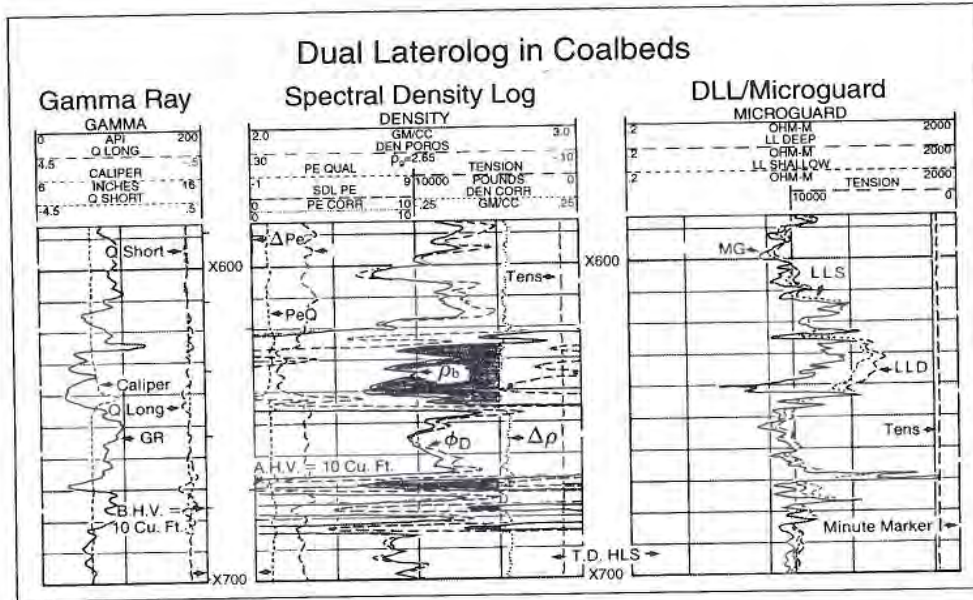 Dual Laterolog in Coalbeds
Gamma Ray
GAMMA
0 API 200
Q LONG
-4.5 .5
CALIPER
6 INCHES 16
Q SHORT
-4.5 .5
Spectral Density Log
DENSITY
2.0 GM/CC 3.0
DEN POROS
.30 ρg=2.65 -.10
PE QUAL TENSION
-1 9 10000 POUNDS 0
SDL PE DEN CORR
0 10 .25 GM/CC .25
PE CORR
0 10
DLL/Microguard
MICROGUARD
.2 OHM-M 2000
LL DEEP
.2 OHM-M 2000
LL SHALLOW
.2 OHM-M 2000
TENSION
10000 0
Q Short
Caliper
Q Long
GR
B.H.V. =
10 Cu. Ft.
X600
X700
ΔPe
PeQ
Tens
ρb
ϕD
Δρ
A.H.V. = 10 Cu. Ft.
T.D. HLS
X700
X600
MG
LLS
LLD
Tens
Minute Marker